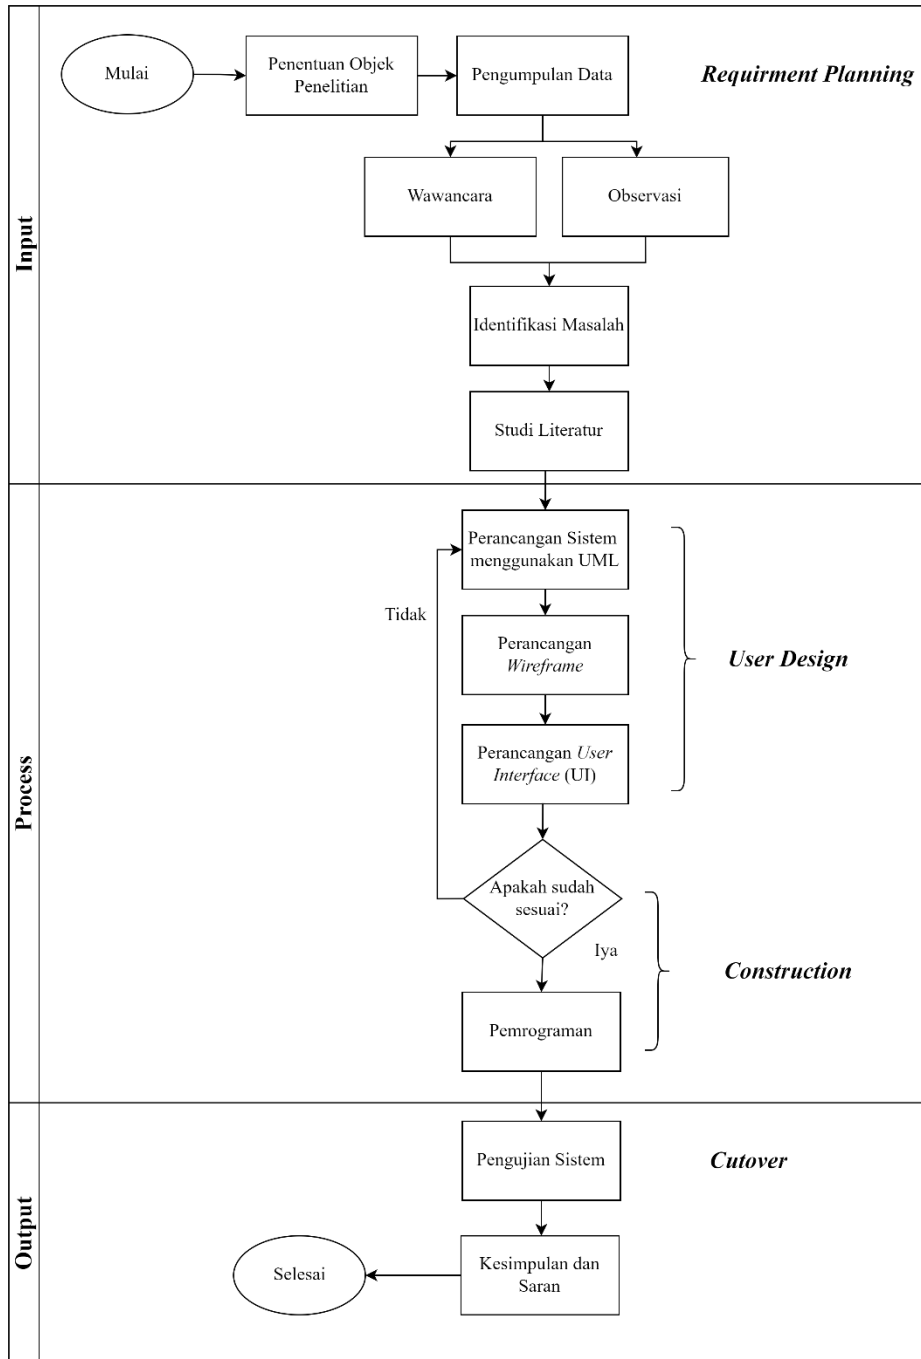 Input
Mulai
Penentuan Objek
Penelitian
Pengumpulan Data
Requirment Planning
Wawancara
Observasi
Identifikasi Masalah
Studi Literatur
Process
Perancangan Sistem
menggunakan UML
Tidak
Perancangan
Wireframe
User Design
Perancangan User
Interface (UI)
Apakah sudah
sesuai?
Iya
Construction
Pemrograman
Output
Pengujian Sistem
Cutover
Kesimpulan dan
Saran
Selesai